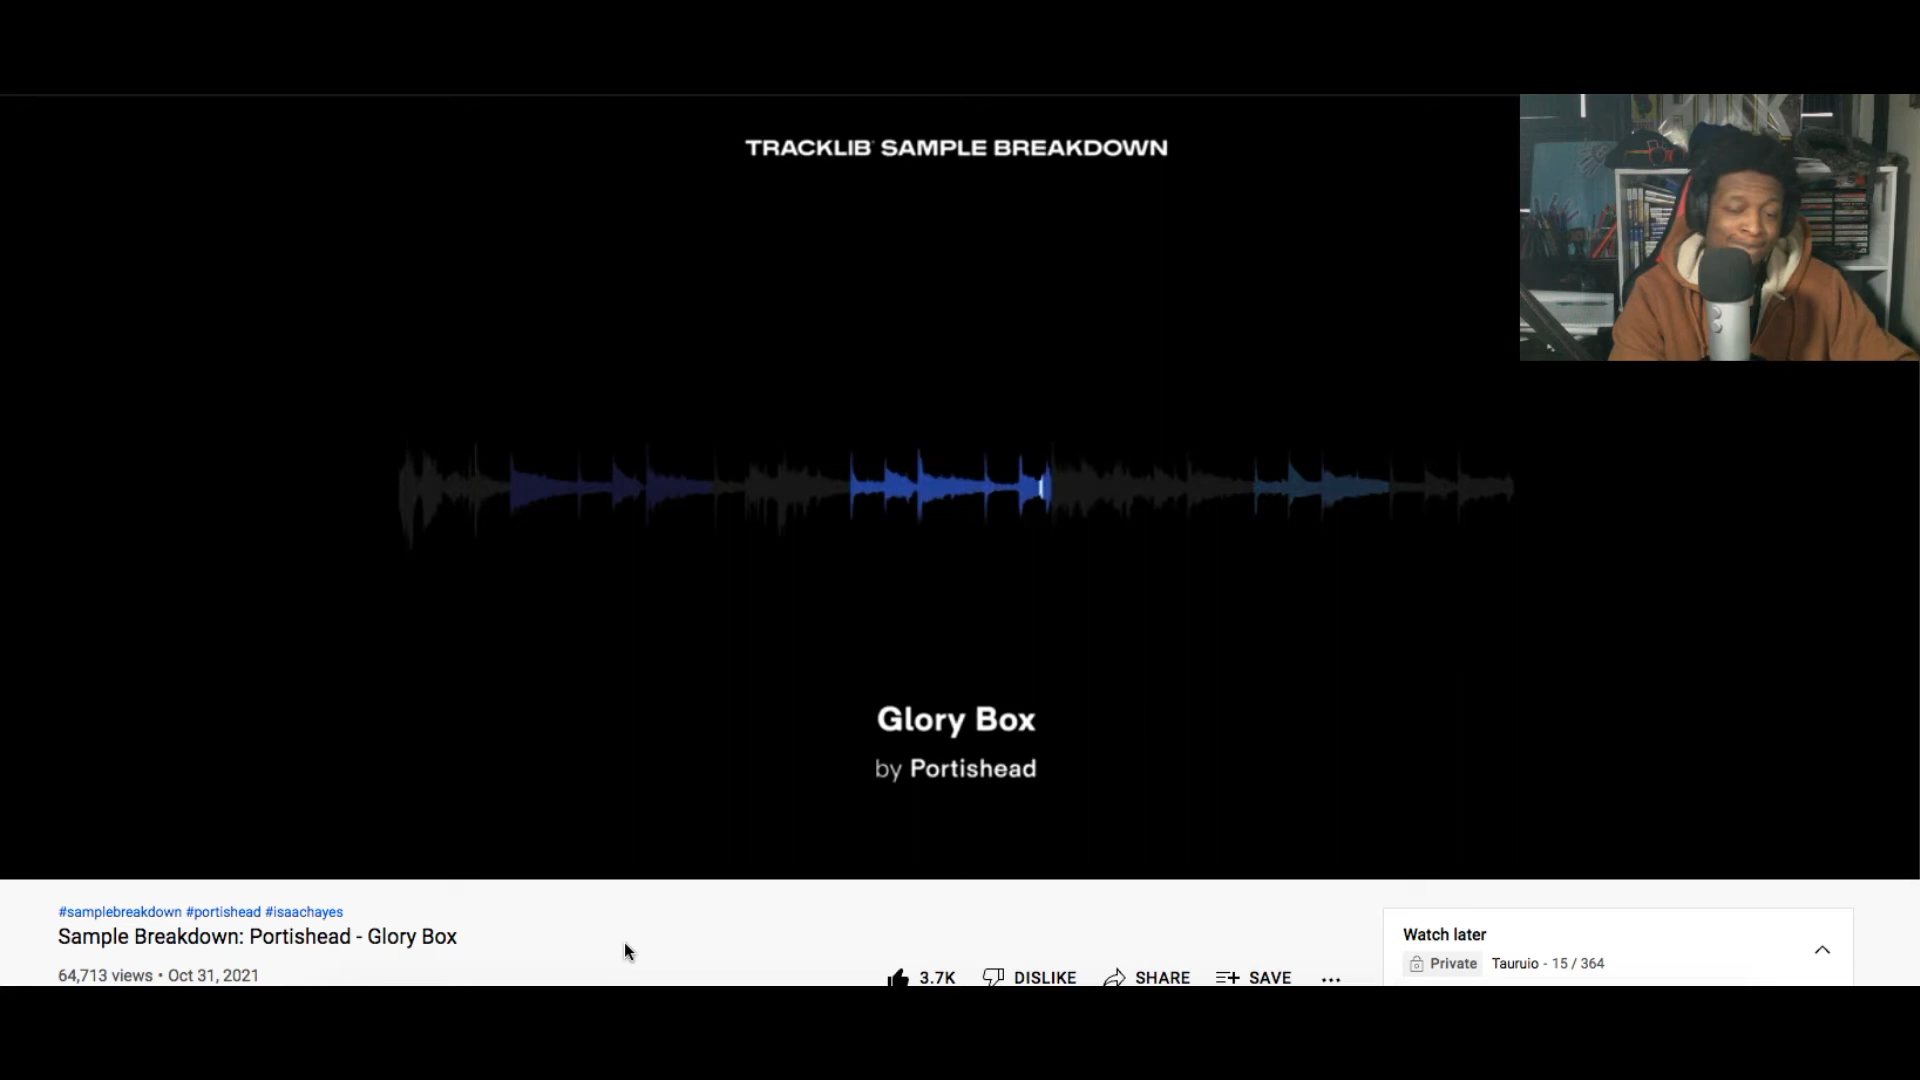 TRACKLIB SAMPLE BREAKDOWN
Glory Box
by Portishead
#samplebreakdown #portishead #isaachayes
Sample Breakdown: Portishead - Glory Box
64,713 views • Oct 31, 2021
3.7K DISLIKE SHARE SAVE ...
Watch later
Private Tauruio - 15 / 364